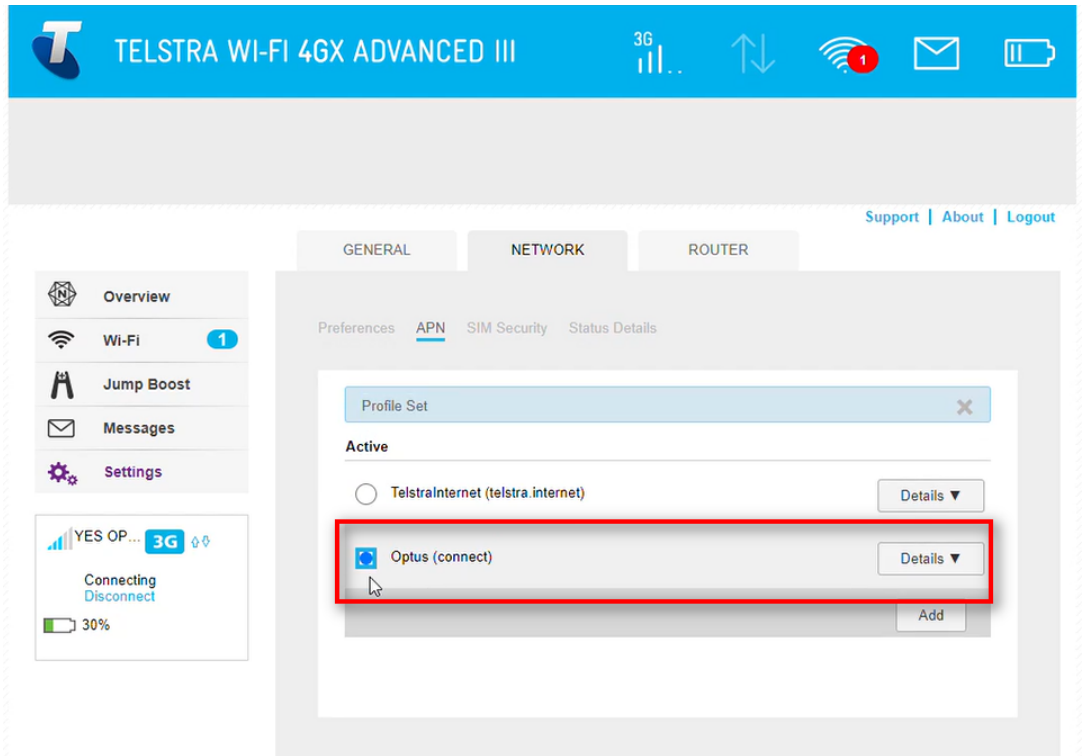 TELSTRA WI-FI 4GX ADVANCED III
3G
1
Support | About | Logout
GENERAL NETWORK ROUTER
Overview
Wi-Fi 1
Jump Boost
Messages
Settings
Preferences APN SIM Security Status Details
Profile Set
Active
TelstraInternet (telstra.internet) Details ▼
Optus (connect) Details ▼
Add
YES OP... 3G
Connecting
Disconnect
30%